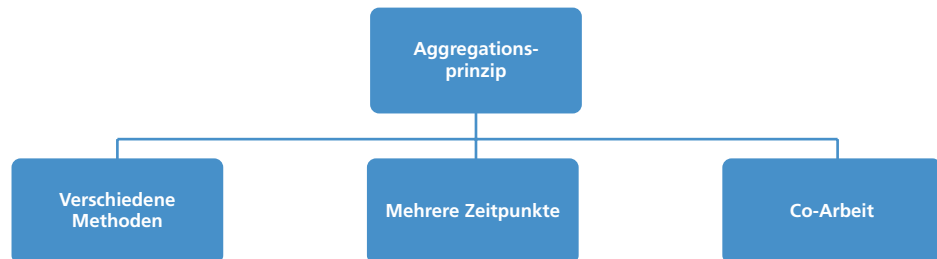 Aggregations-
prinzip
Verschiedene
Methoden
Mehrere Zeitpunkte
Co-Arbeit